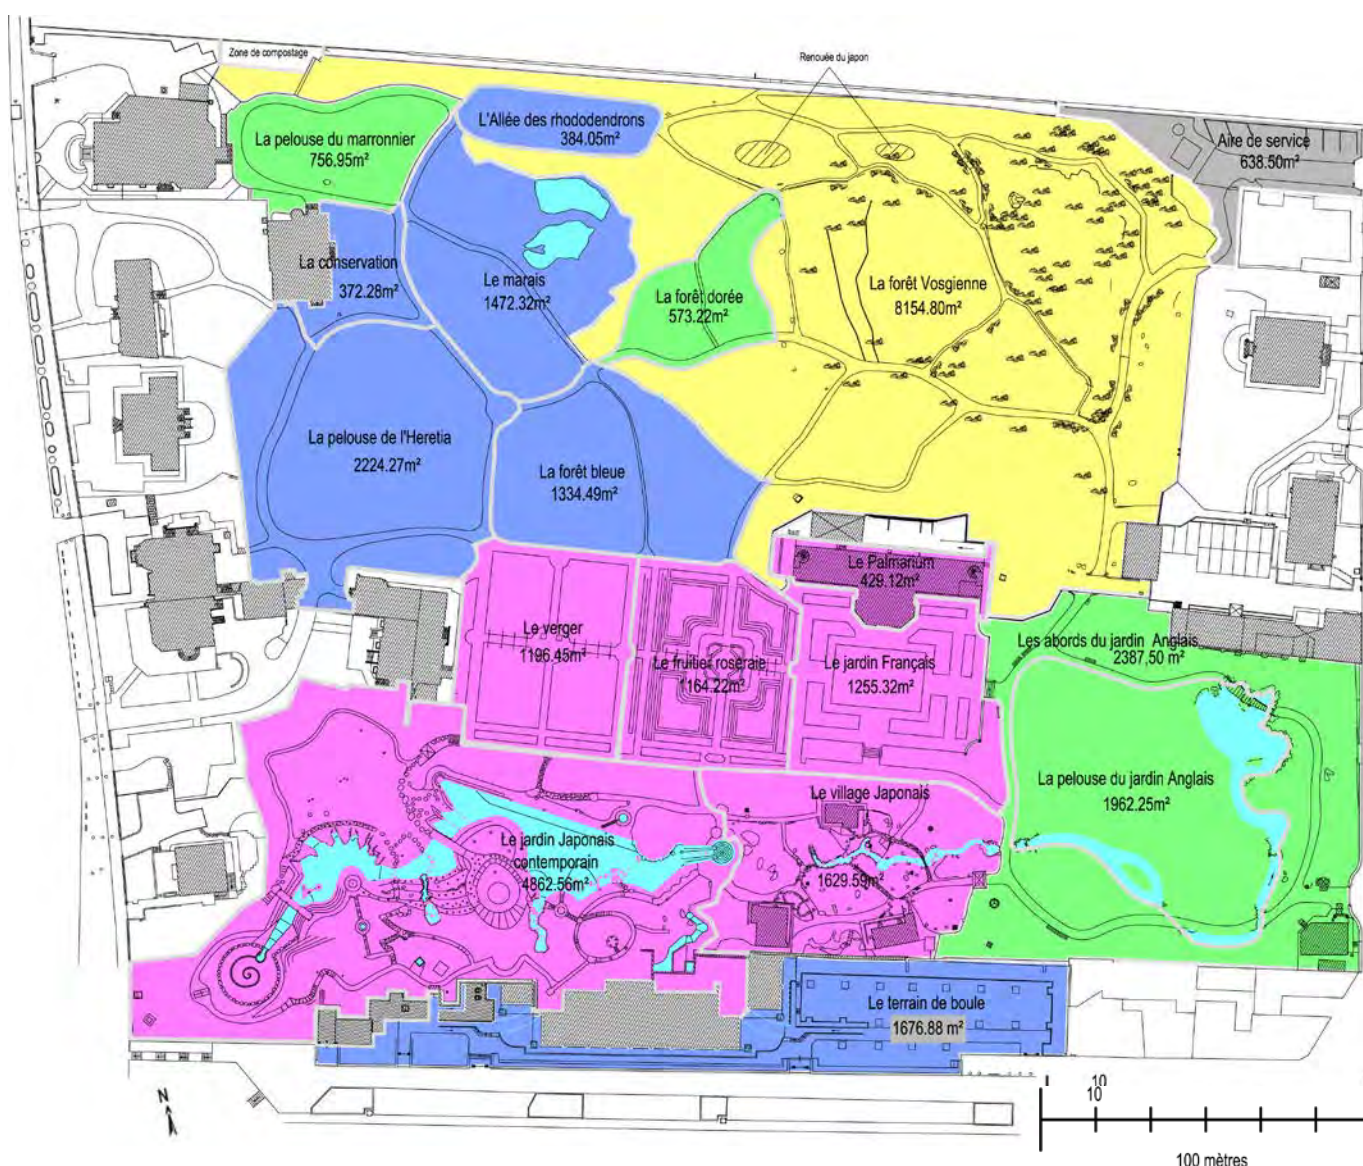 Zone de compostage
Renouée du japon
L'Allée des rhododendrons
384.05m²
La pelouse du marronnier
756.95m²
Aire de service
638.50m²
La conservation
372.28m²
Le marais
1472.32m²
La forêt dorée
573.22m²
La forêt Vosgienne
8154.80m²
La pelouse de l'Heretia
2224.27m²
La forêt bleue
1334.49m²
Le Palmarium
429.12m²
Le verger
1196.45m²
Le fruitier roseraie
1164.22m²
Le jardin Français
1255.32m²
Les abords du jardin Anglais
2387,50 m²
La pelouse du jardin Anglais
1962.25m²
Le village Japonais
1629.59m²
Le jardin Japonais
contemporain
4862.56m²
Le terrain de boule
1676.88 m²
N
10
100 mètres